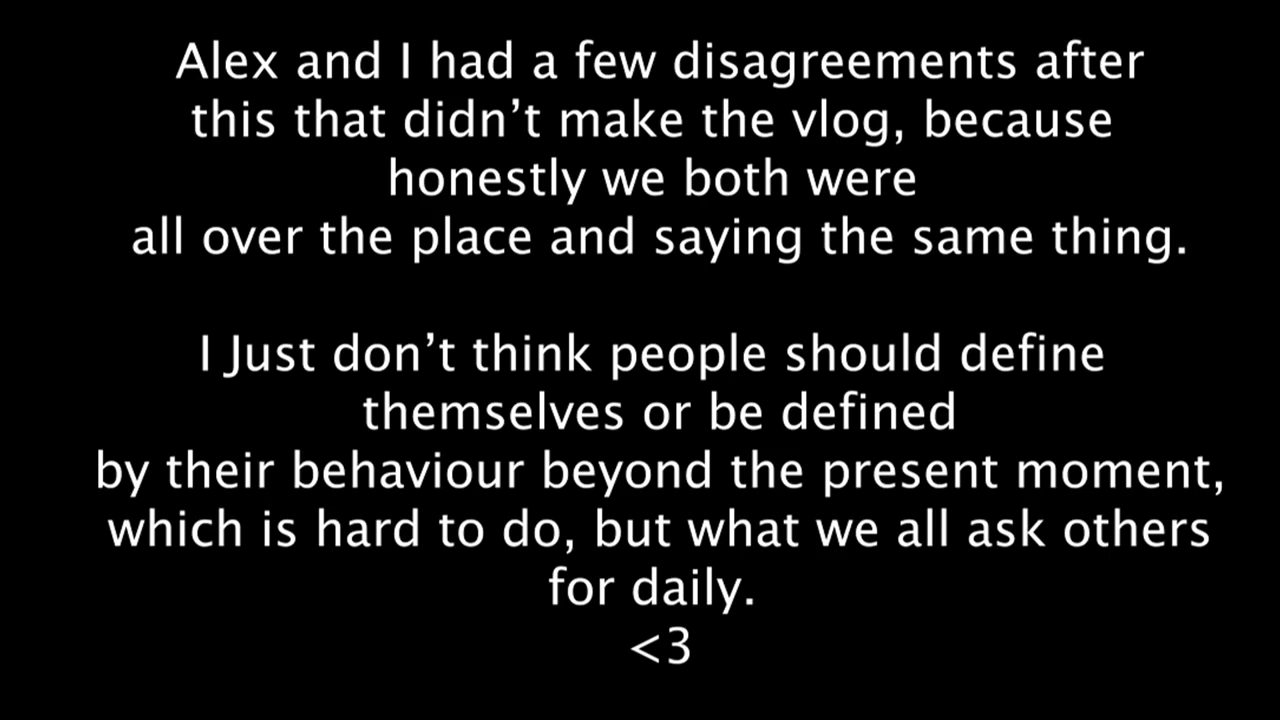 Alex and I had a few disagreements after
this that didn’t make the vlog, because
honestly we both were
all over the place and saying the same thing.
I Just don’t think people should define
themselves or be defined
by their behaviour beyond the present moment,
which is hard to do, but what we all ask others
for daily.
<3